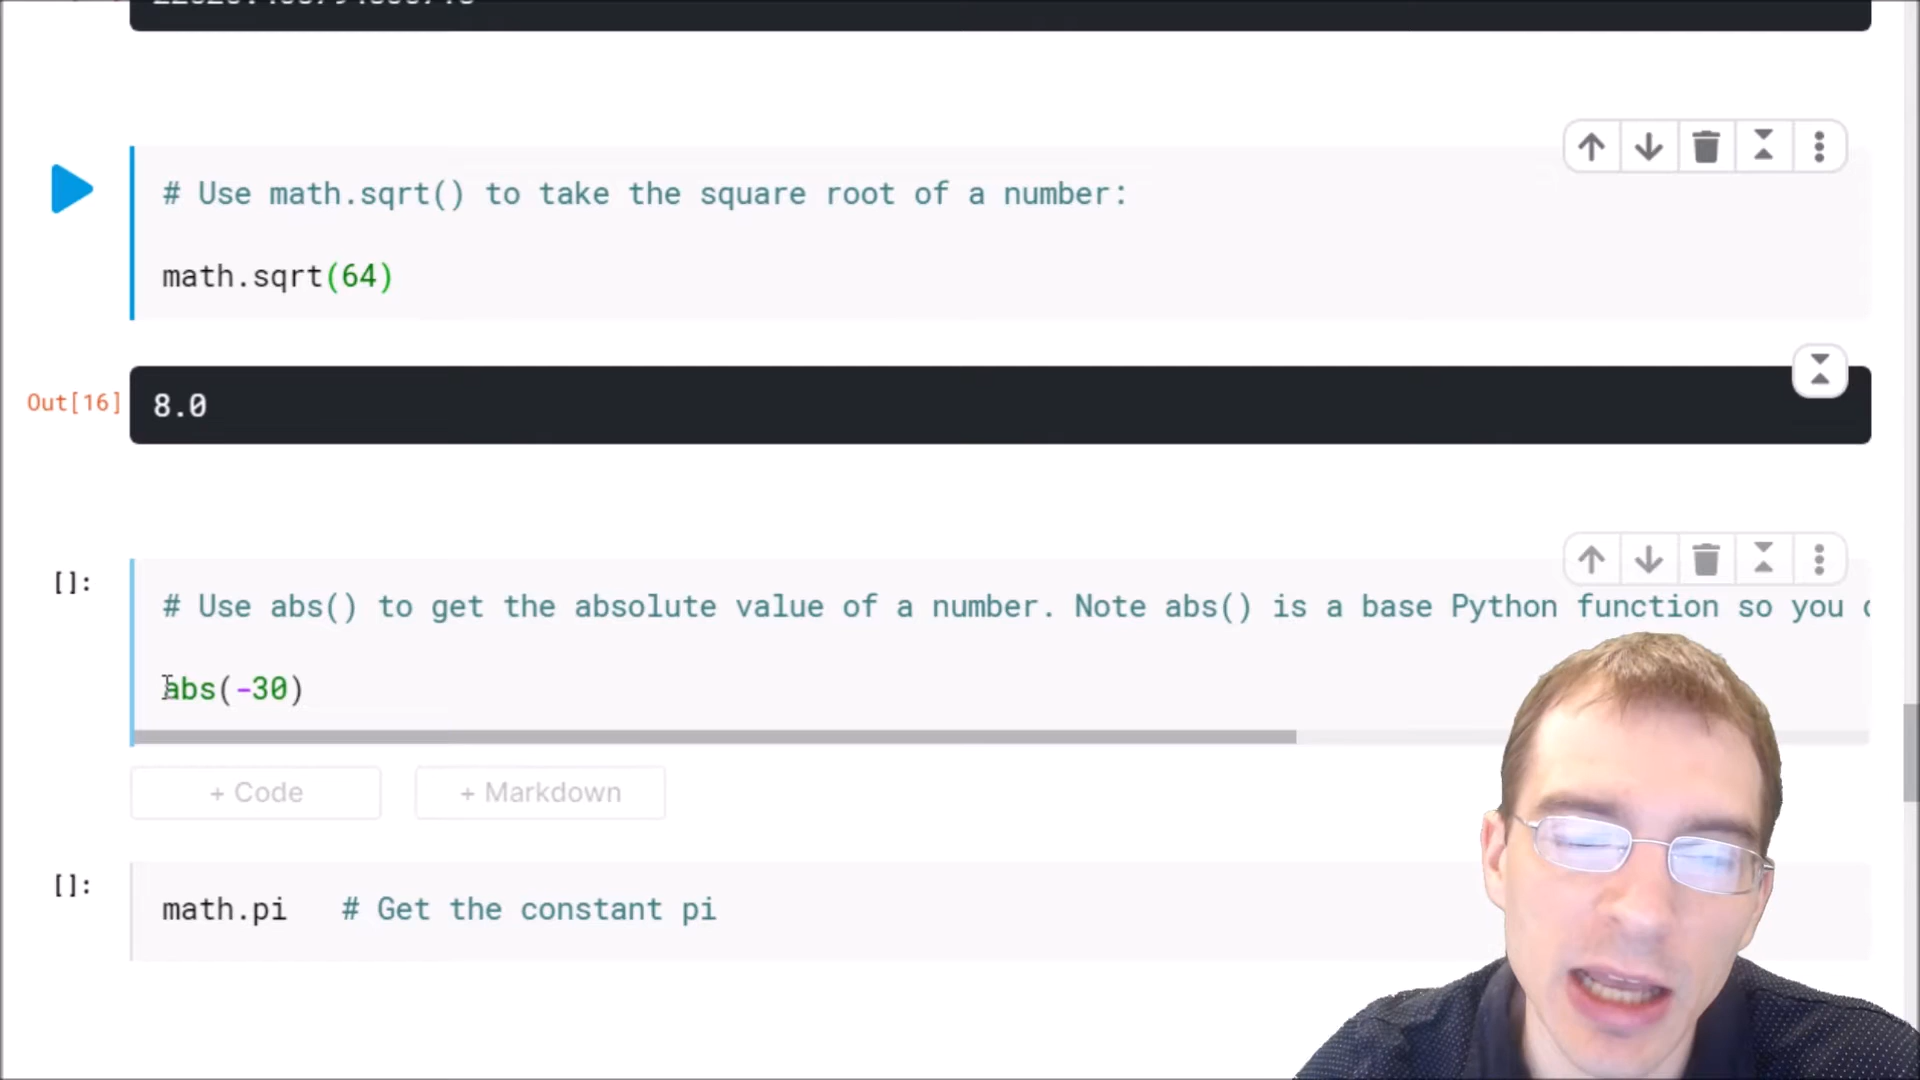 # Use math.sqrt() to take the square root of a number:
math.sqrt(64)
Out[16]
8.0
[]:
# Use abs() to get the absolute value of a number. Note abs() is a base Python function so you
abs(-30)
+ Code
+ Markdown
[]:
math.pi # Get the constant pi